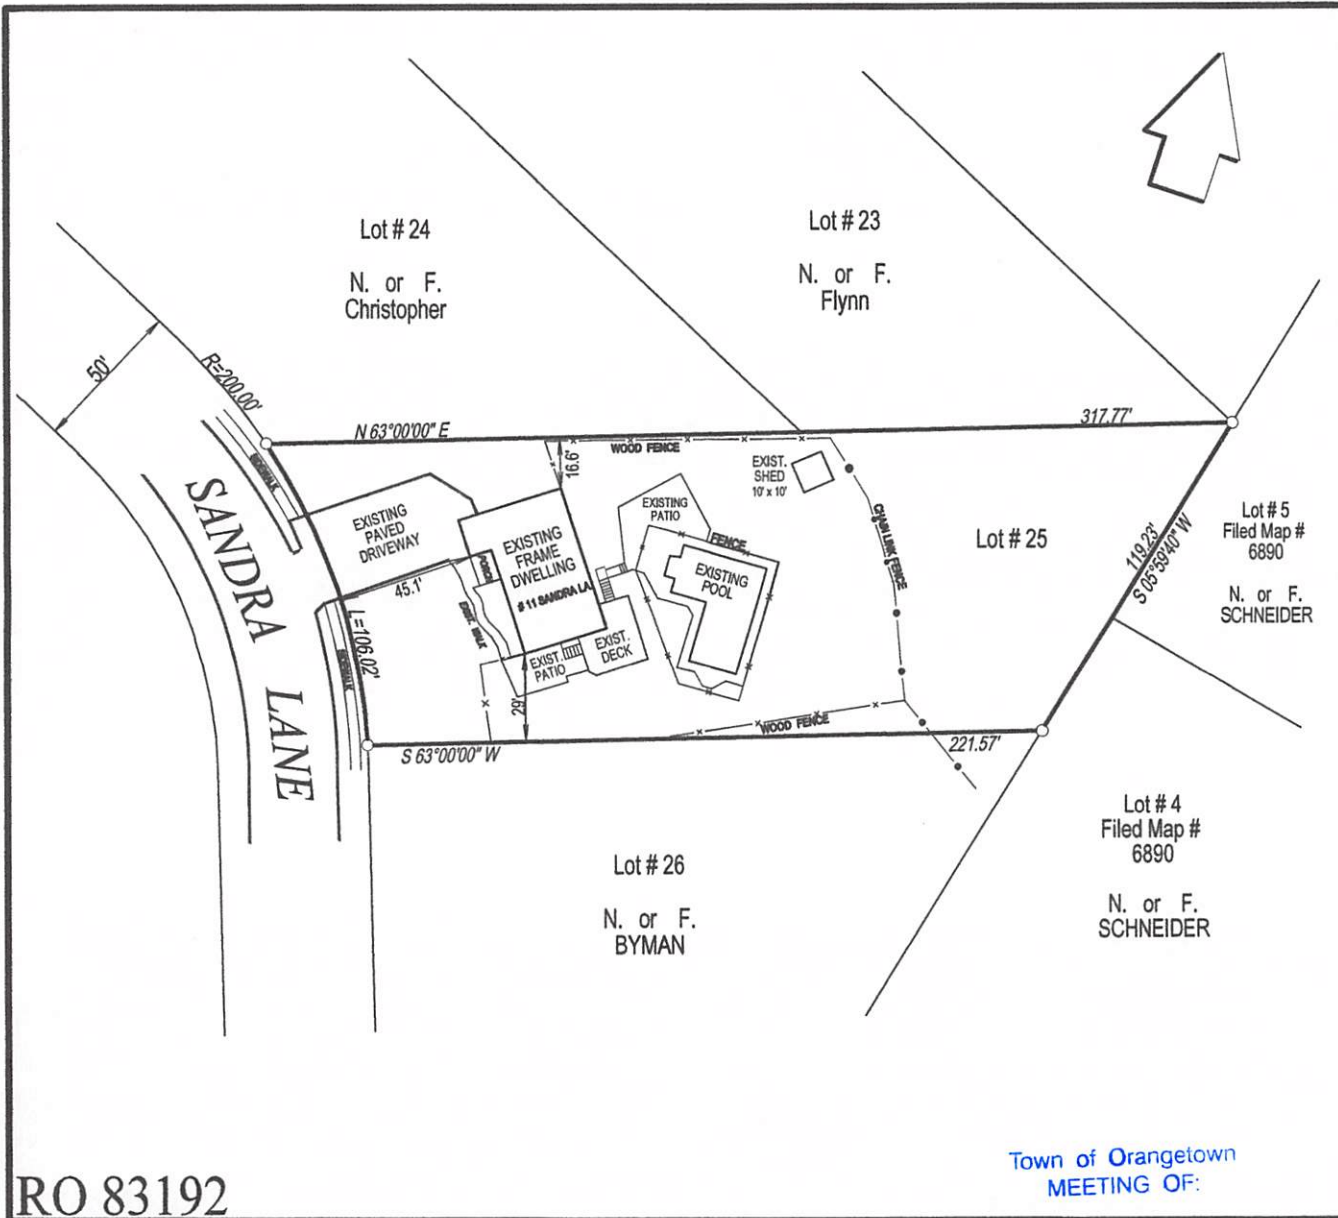 Lot # 24
N. or F.
Christopher
Lot # 23
N. or F.
Flynn
50'
R=200.00'
N 63°00'00" E
317.77'
SIDEWALK
SANDRA LANE
EXISTING
PAVED
DRIVEWAY
16.6'
WOOD FENCE
EXIST.
SHED
10' x 10'
EXISTING
PATIO
FENCE
EXISTING
POOL
EXISTING
FRAME
DWELLING
# 11 SANDRA LA.
PORCH
45.1'
EXIST. WALK
L=106.02'
SIDEWALK
EXIST.
PATIO
EXIST.
DECK
29'
CHAIN LINK FENCE
Lot # 25
119.23'
S 05°59'40" W
Lot # 5
Filed Map #
6890
N. or F.
SCHNEIDER
WOOD FENCE
S 63°00'00" W
221.57'
Lot # 26
N. or F.
BYMAN
Lot # 4
Filed Map #
6890
N. or F.
SCHNEIDER
RO 83192
Town of Orangetown
MEETING OF: